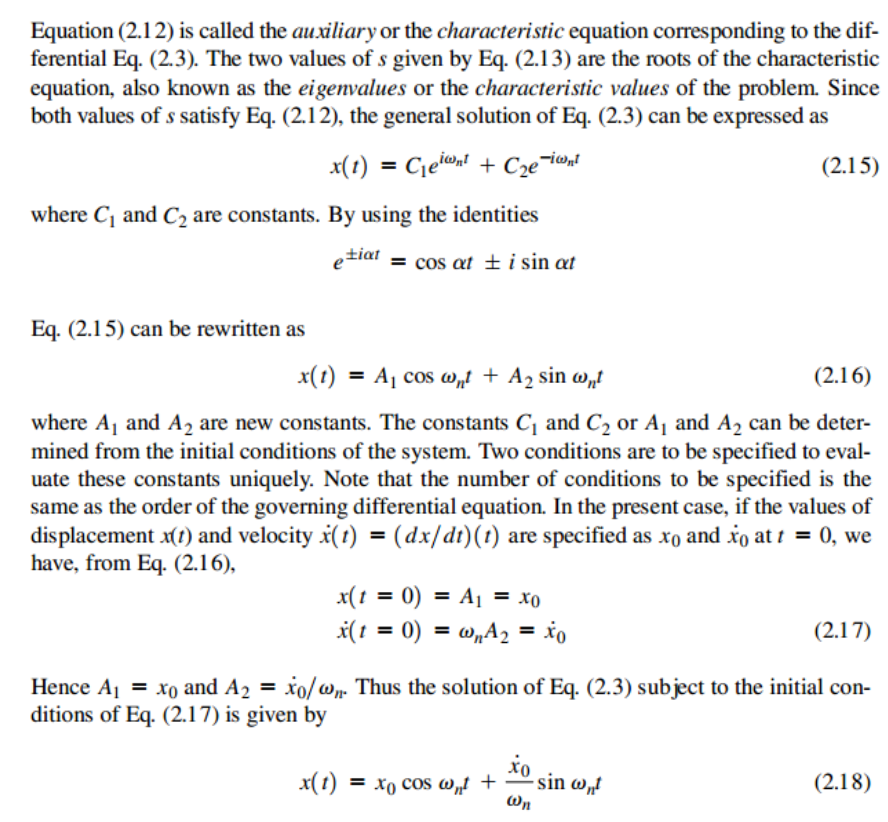 Equation (2.12) is called the auxiliary or the characteristic equation corresponding to the dif-
ferential Eq. (2.3). The two values of s given by Eq. (2.13) are the roots of the characteristic
equation, also known as the eigenvalues or the characteristic values of the problem. Since
both values of s satisfy Eq. (2.12), the general solution of Eq. (2.3) can be expressed as
x(t) = C₁e^{iωₙt} + C₂e^{−iωₙt} (2.15)
where C₁ and C₂ are constants. By using the identities
e^{±iαt} = cos αt ± i sin αt
Eq. (2.15) can be rewritten as
x(t) = A₁ cos ωₙt + A₂ sin ωₙt (2.16)
where A₁ and A₂ are new constants. The constants C₁ and C₂ or A₁ and A₂ can be deter-
mined from the initial conditions of the system. Two conditions are to be specified to eval-
uate these constants uniquely. Note that the number of conditions to be specified is the
same as the order of the governing differential equation. In the present case, if the values of
displacement x(t) and velocity ẋ(t) = (dx/dt)(t) are specified as x₀ and ẋ₀ at t = 0, we
have, from Eq. (2.16),
x(t = 0) = A₁ = x₀
ẋ(t = 0) = ωₙA₂ = ẋ₀ (2.17)
Hence A₁ = x₀ and A₂ = ẋ₀/ωₙ. Thus the solution of Eq. (2.3) subject to the initial con-
ditions of Eq. (2.17) is given by
x(t) = x₀ cos ωₙt + ẋ₀/ωₙ sin ωₙt (2.18)